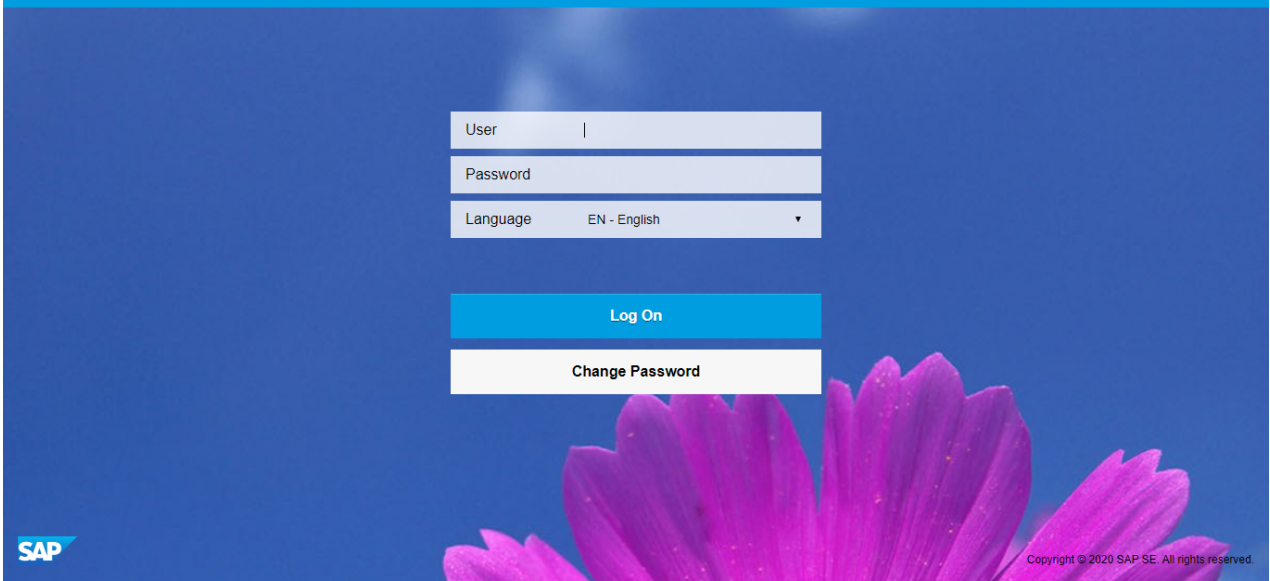 User
Password
Language EN - English
Log On
Change Password
SAP
Copyright © 2020 SAP SE. All rights reserved.